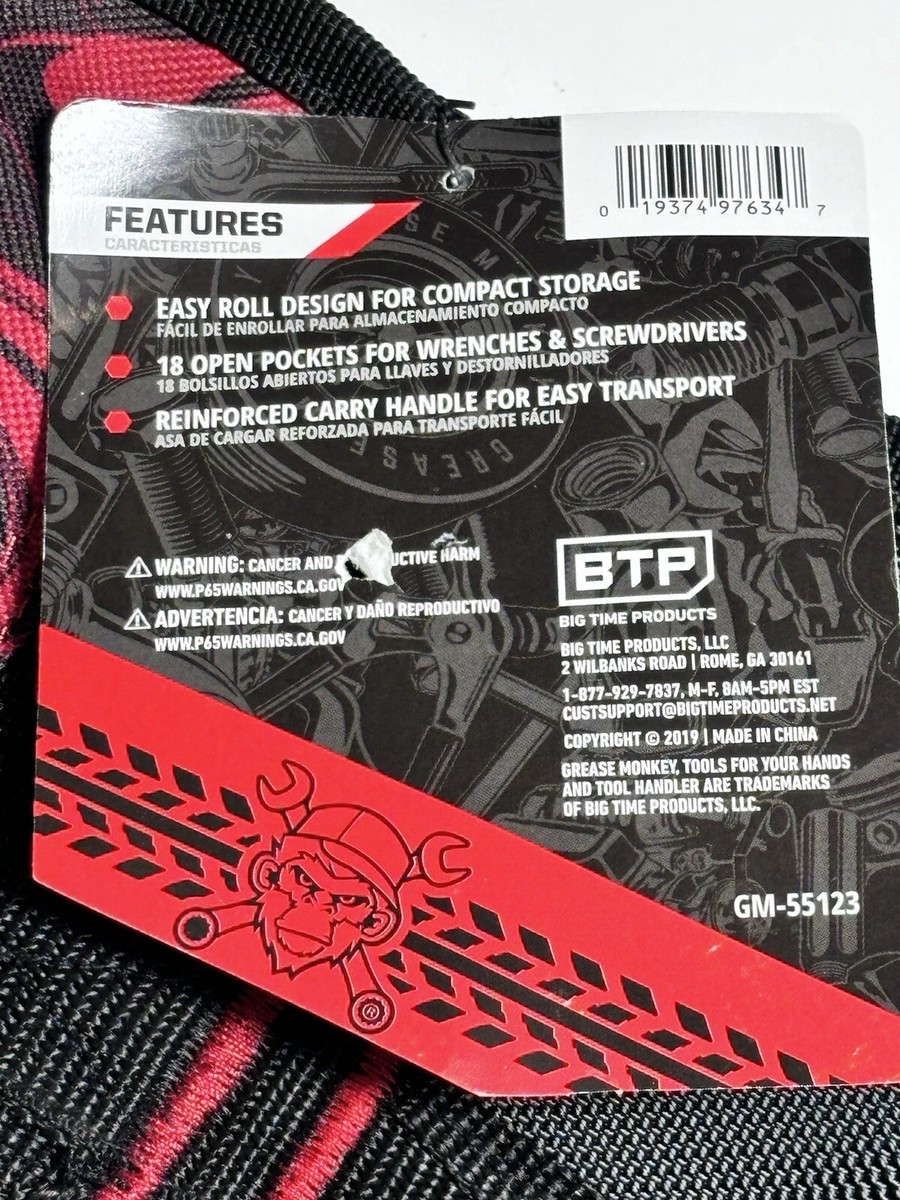 0 19374 97634 7
FEATURES
CARACTERISTICAS
EASY ROLL DESIGN FOR COMPACT STORAGE
FÁCIL DE ENROLLAR PARA ALMACENAMIENTO COMPACTO
18 OPEN POCKETS FOR WRENCHES & SCREWDRIVERS
18 BOLSILLOS ABIERTOS PARA LLAVES Y DESTORNILLADORES
REINFORCED CARRY HANDLE FOR EASY TRANSPORT
ASA DE CARGAR REFORZADA PARA TRANSPORTE FÁCIL
GREASE
WARNING: CANCER AND HARM
WWW.P65WARNINGS.CA.GOV
ADVERTENCIA: CANCER Y DAÑO REPRODUCTIVO
WWW.P65WARNINGS.CA.GOV
BTP
BIG TIME PRODUCTS
BIG TIME PRODUCTS, LLC
2 WILBANKS ROAD | ROME, GA 30161
1-877-929-7837, M-F, 8AM-5PM EST
CUSTSUPPORT@BIGTIMEPRODUCTS.NET
COPYRIGHT © 2019 | MADE IN CHINA
GREASE MONKEY, TOOLS FOR YOUR HANDS
AND TOOL HANDLER ARE TRADEMARKS
OF BIG TIME PRODUCTS, LLC.
GM-55123
®